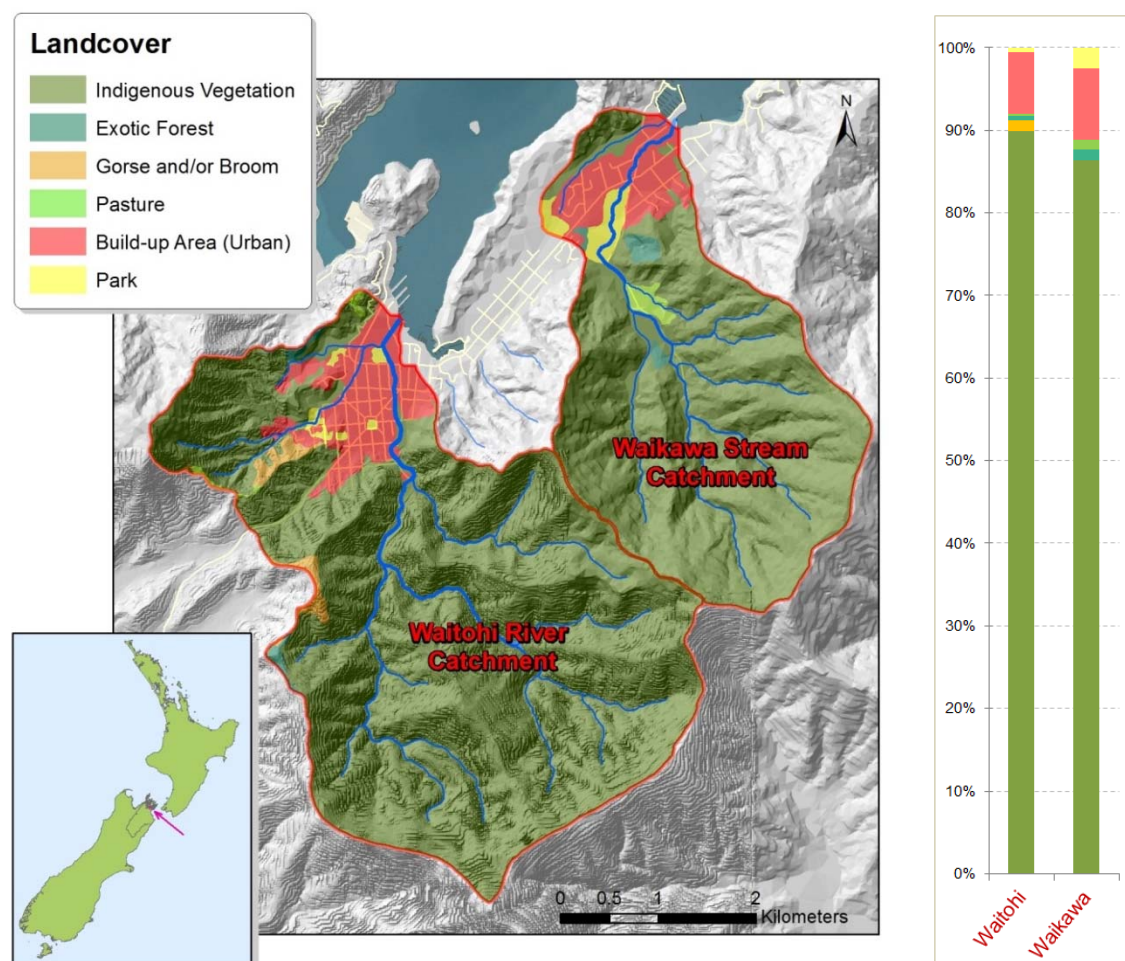 Landcover
Indigenous Vegetation
Exotic Forest
Gorse and/or Broom
Pasture
Build-up Area (Urban)
Park
N
Waikawa Stream
Catchment
Waitohi River
Catchment
0 0.5 1 2
Kilometers
100%
90%
80%
70%
60%
50%
40%
30%
20%
10%
0%
Waitohi
Waikawa